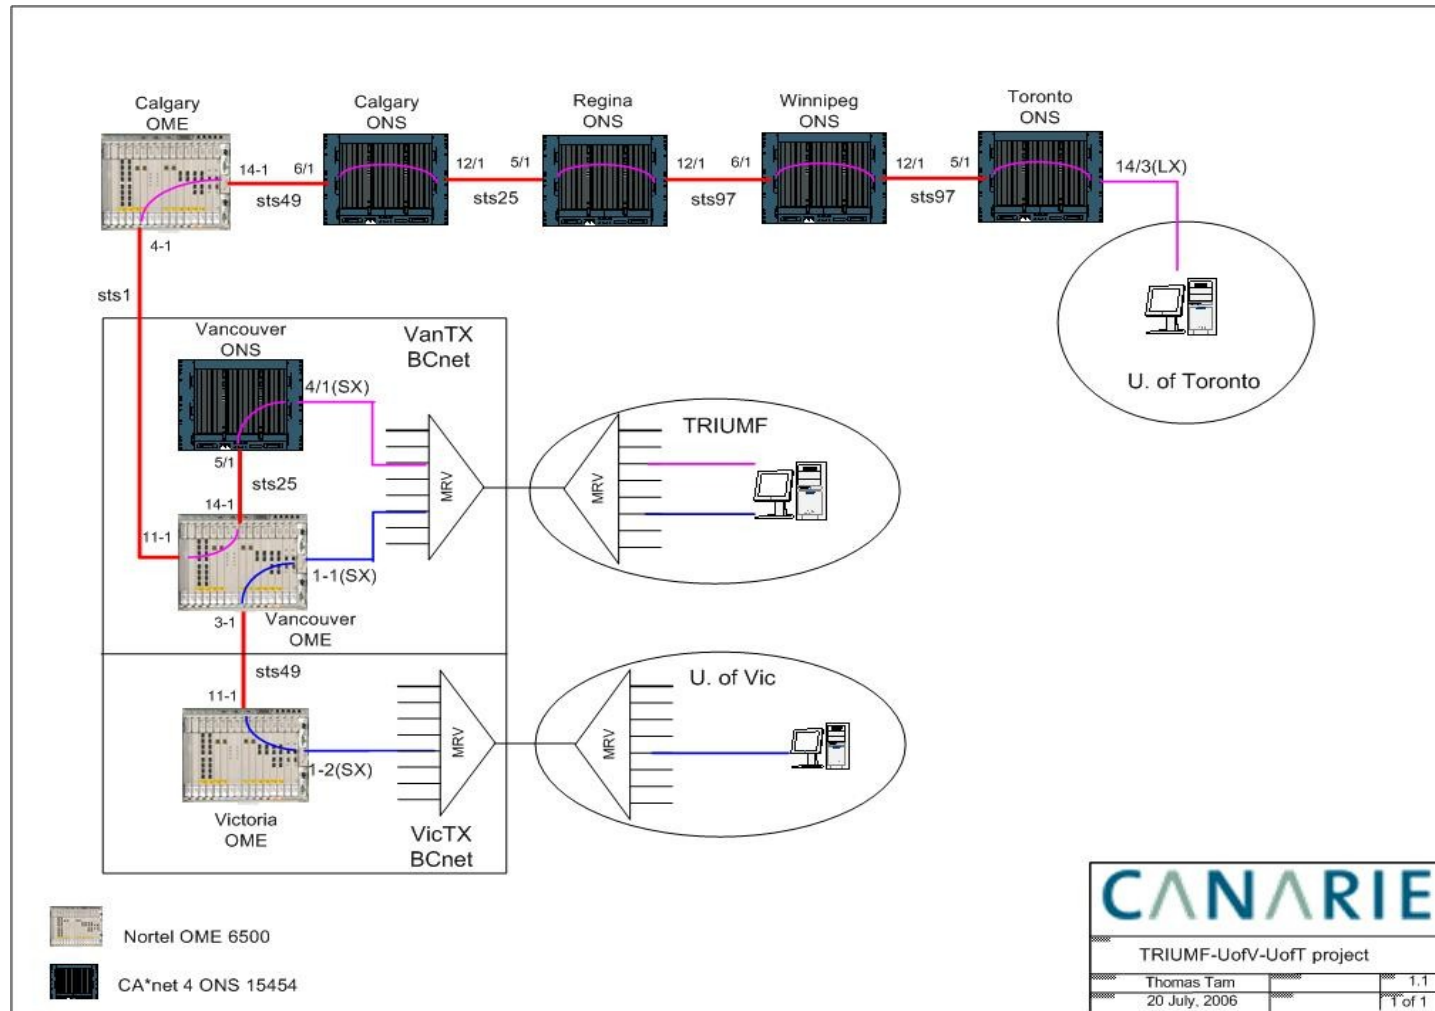 Calgary
OME
Calgary
ONS
Regina
ONS
Winnipeg
ONS
Toronto
ONS
14-1
6/1
12/1
5/1
12/1
6/1
12/1
5/1
14/3(LX)
sts49
sts25
sts97
sts97
4-1
sts1
U. of Toronto
Vancouver
ONS
VanTX
BCnet
4/1(SX)
5/1
sts25
14-1
11-1
1-1(SX)
3-1
Vancouver
OME
MRV
TRIUMF
MRV
sts49
11-1
1-2(SX)
Victoria
OME
MRV
VicTX
BCnet
U. of Vic
MRV
Nortel OME 6500
CA*net 4 ONS 15454
CANARIE
TRIUMF-UofV-UofT project
Thomas Tam
1.1
20 July, 2006
1 of 1